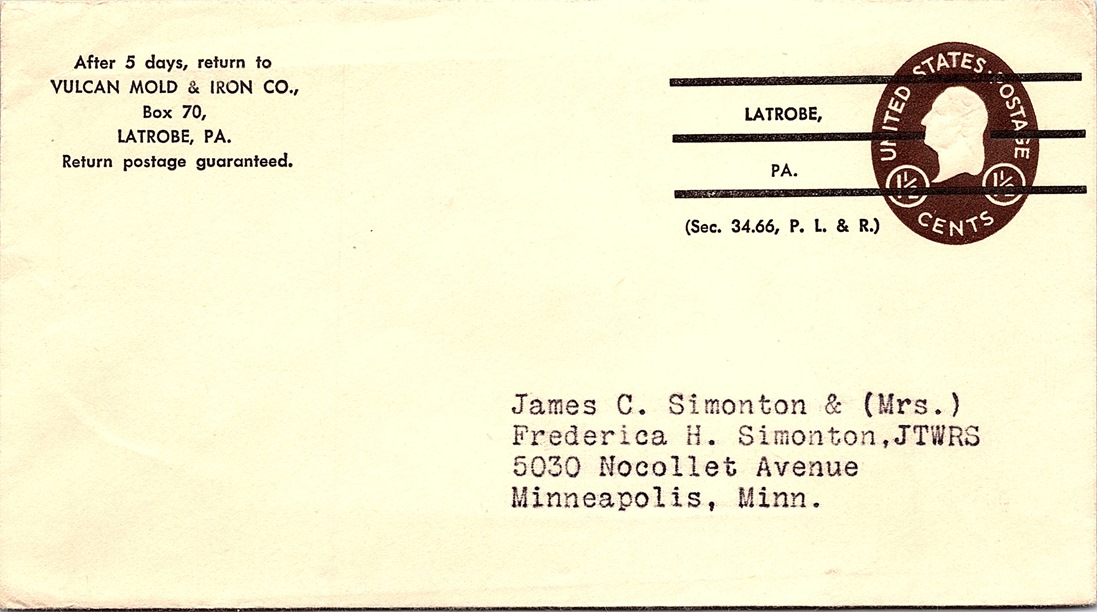 After 5 days, return to
VULCAN MOLD & IRON CO.,
Box 70,
LATROBE, PA.
Return postage guaranteed.
LATROBE,
PA.
(Sec. 34.66, P. L. & R.)
UNITED STATES POSTAGE
1½ 1½
CENTS
James C. Simonton & (Mrs.)
Frederica H. Simonton,JTWRS
5030 Nocollet Avenue
Minneapolis, Minn.